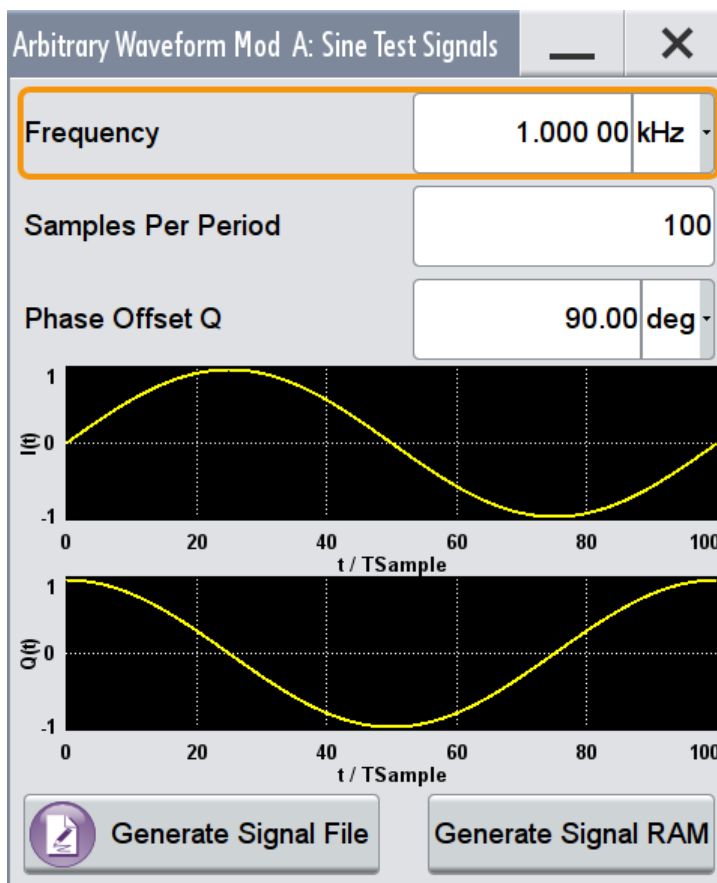 Arbitrary Waveform Mod A: Sine Test Signals
Frequency 1.000 00 kHz
Samples Per Period 100
Phase Offset Q 90.00 deg
1
I(t) 0
-1
0 20 40 60 80 100
t / TSample
1
Q(t) 0
-1
0 20 40 60 80 100
t / TSample
Generate Signal File Generate Signal RAM